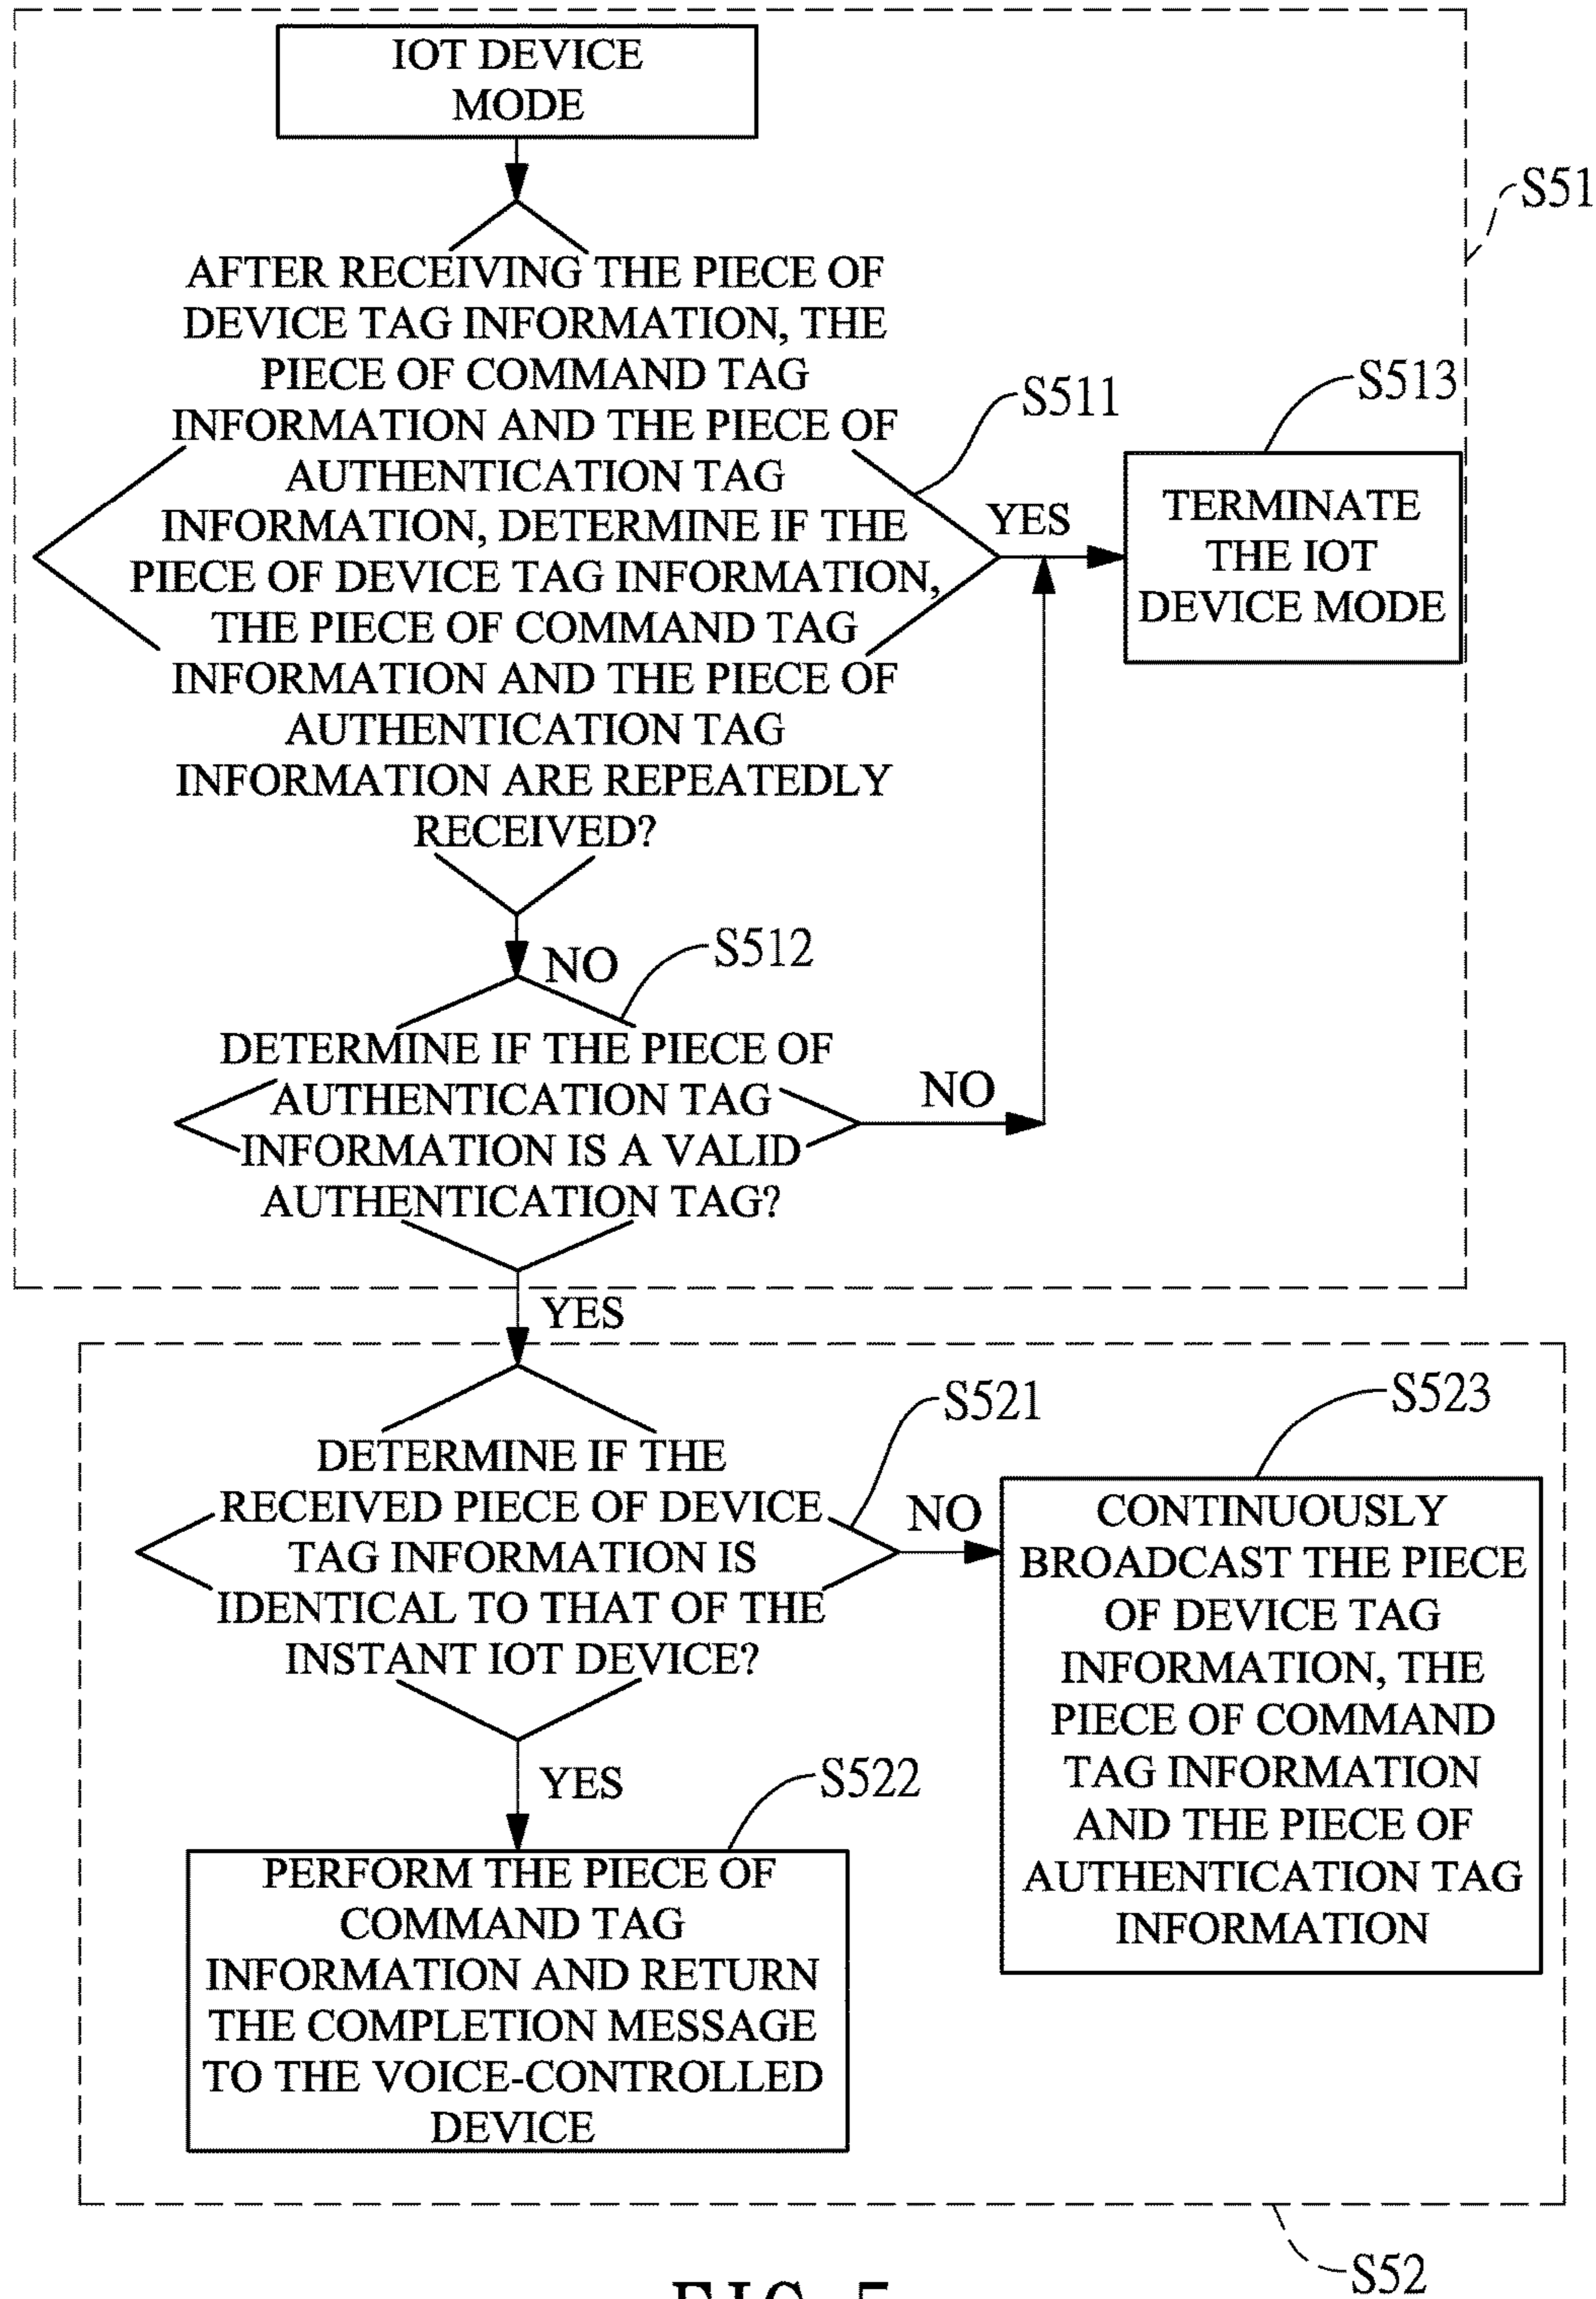 IOT DEVICE
MODE
S51
AFTER RECEIVING THE PIECE OF
DEVICE TAG INFORMATION, THE
PIECE OF COMMAND TAG
INFORMATION AND THE PIECE OF
AUTHENTICATION TAG
INFORMATION, DETERMINE IF THE
PIECE OF DEVICE TAG INFORMATION,
THE PIECE OF COMMAND TAG
INFORMATION AND THE PIECE OF
AUTHENTICATION TAG
INFORMATION ARE REPEATEDLY
RECEIVED?
S511
YES
S513
TERMINATE
THE IOT
DEVICE MODE
NO
S512
DETERMINE IF THE PIECE OF
AUTHENTICATION TAG
INFORMATION IS A VALID
AUTHENTICATION TAG?
NO
YES
S521
DETERMINE IF THE
RECEIVED PIECE OF DEVICE
TAG INFORMATION IS
IDENTICAL TO THAT OF THE
INSTANT IOT DEVICE?
NO
S523
CONTINUOUSLY
BROADCAST THE PIECE
OF DEVICE TAG
INFORMATION, THE
PIECE OF COMMAND
TAG INFORMATION
AND THE PIECE OF
AUTHENTICATION TAG
INFORMATION
YES
S522
PERFORM THE PIECE OF
COMMAND TAG
INFORMATION AND RETURN
THE COMPLETION MESSAGE
TO THE VOICE-CONTROLLED
DEVICE
S52